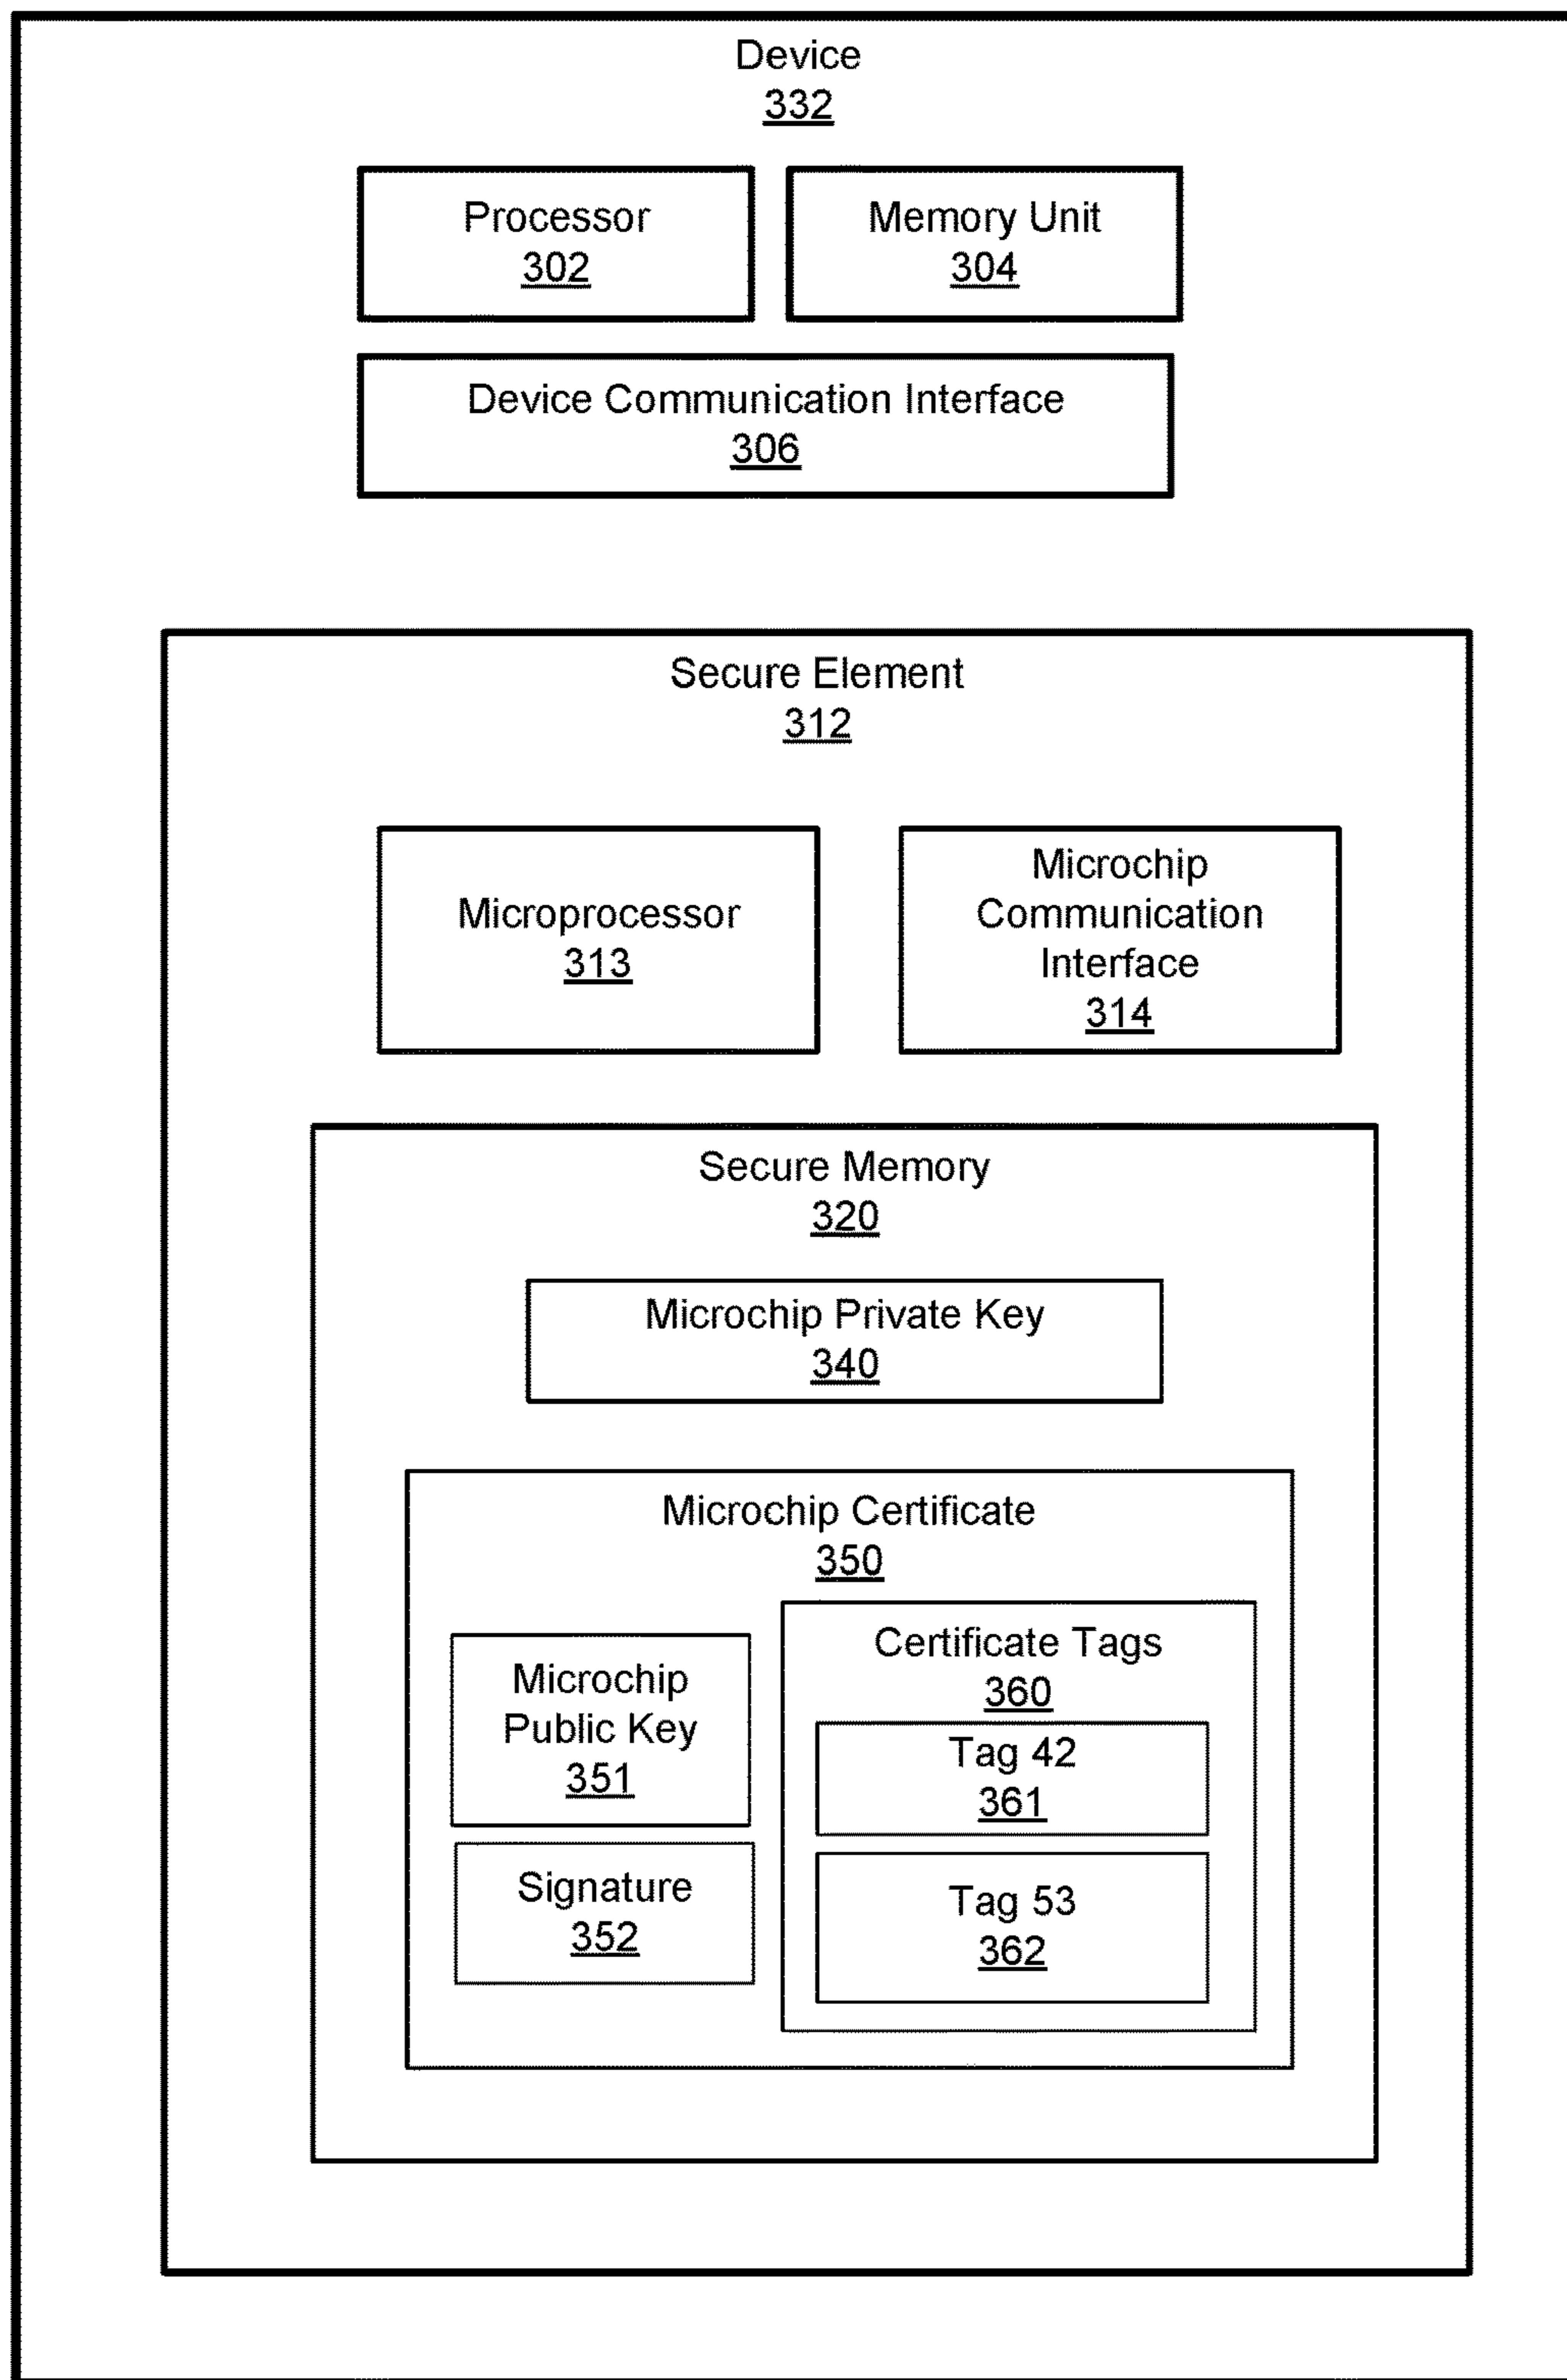 Device
332
Processor
302
Memory Unit
304
Device Communication Interface
306
Secure Element
312
Microprocessor
313
Microchip
Communication
Interface
314
Secure Memory
320
Microchip Private Key
340
Microchip Certificate
350
Microchip
Public Key
351
Signature
352
Certificate Tags
360
Tag 42
361
Tag 53
362